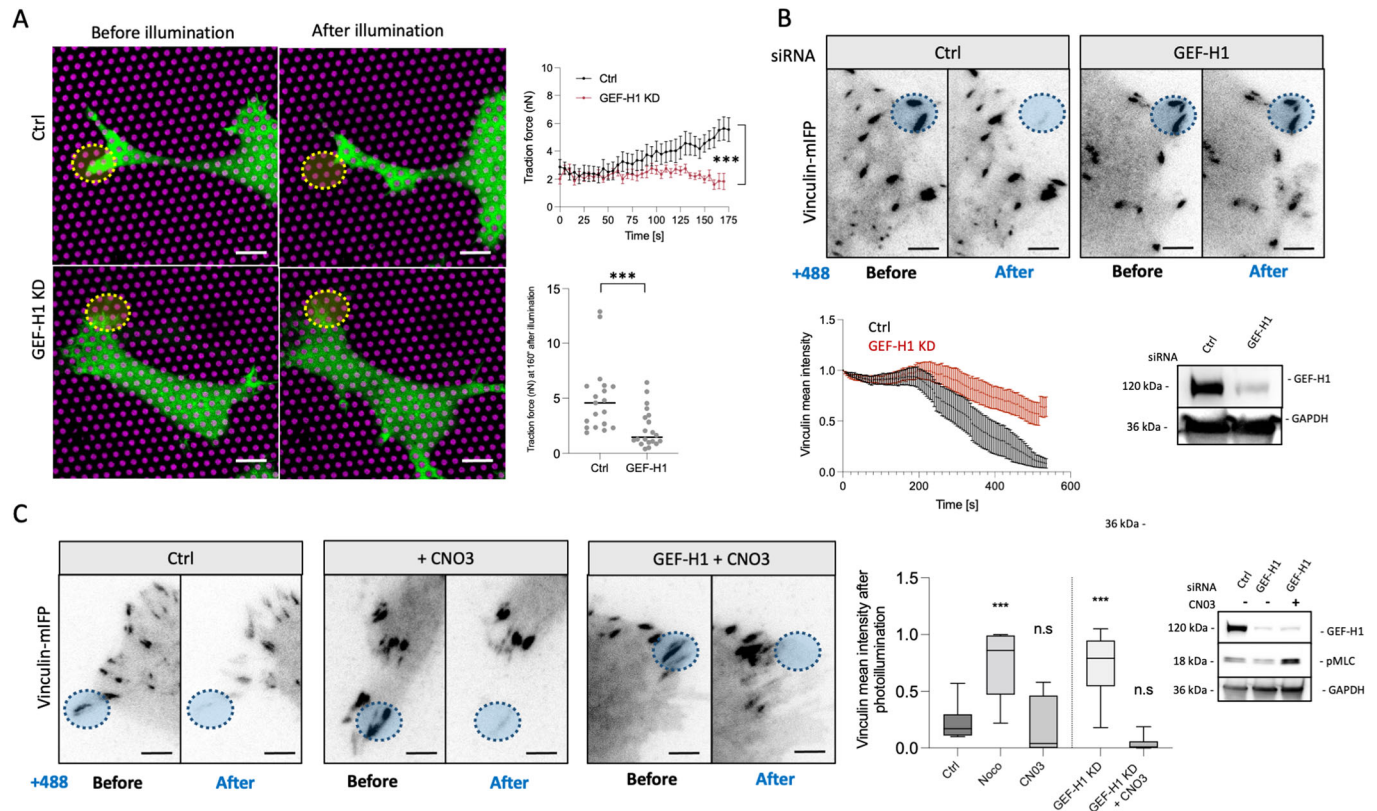 A
Before illumination
After illumination
Ctrl
GEF-H1 KD
Traction force (nN)
10
8
6
4
2
0
Ctrl
GEF-H1 KD
***
0 25 50 75 100 125 150 175
Time [s]
Traction force (nN) at 160" after illumination
15
10
5
0
***
Ctrl GEF-H1
B
siRNA
Ctrl
GEF-H1
Vinculin-mIFP
+488 Before After Before After
Vinculin mean intensity
1.5
1.0
0.5
0.0
Ctrl
GEF-H1 KD
0 200 400 600
Time [s]
siRNA
Ctrl
GEF-H1
120 kDa - - GEF-H1
36 kDa - - GAPDH
C
Ctrl
+ CNO3
GEF-H1 + CNO3
Vinculin-mIFP
+488 Before After Before After Before After
36 kDa -
Vinculin mean intensity after
photoillumination
1.5
1.0
0.5
0.0
***
n.s
***
n.s
Ctrl
Noco
CN03
GEF-H1 KD
GEF-H1 KD
+ CNO3
siRNA
Ctrl
GEF-H1
GEF-H1
CN03 - - +
120 kDa - - GEF-H1
18 kDa - - pMLC
36 kDa - - GAPDH